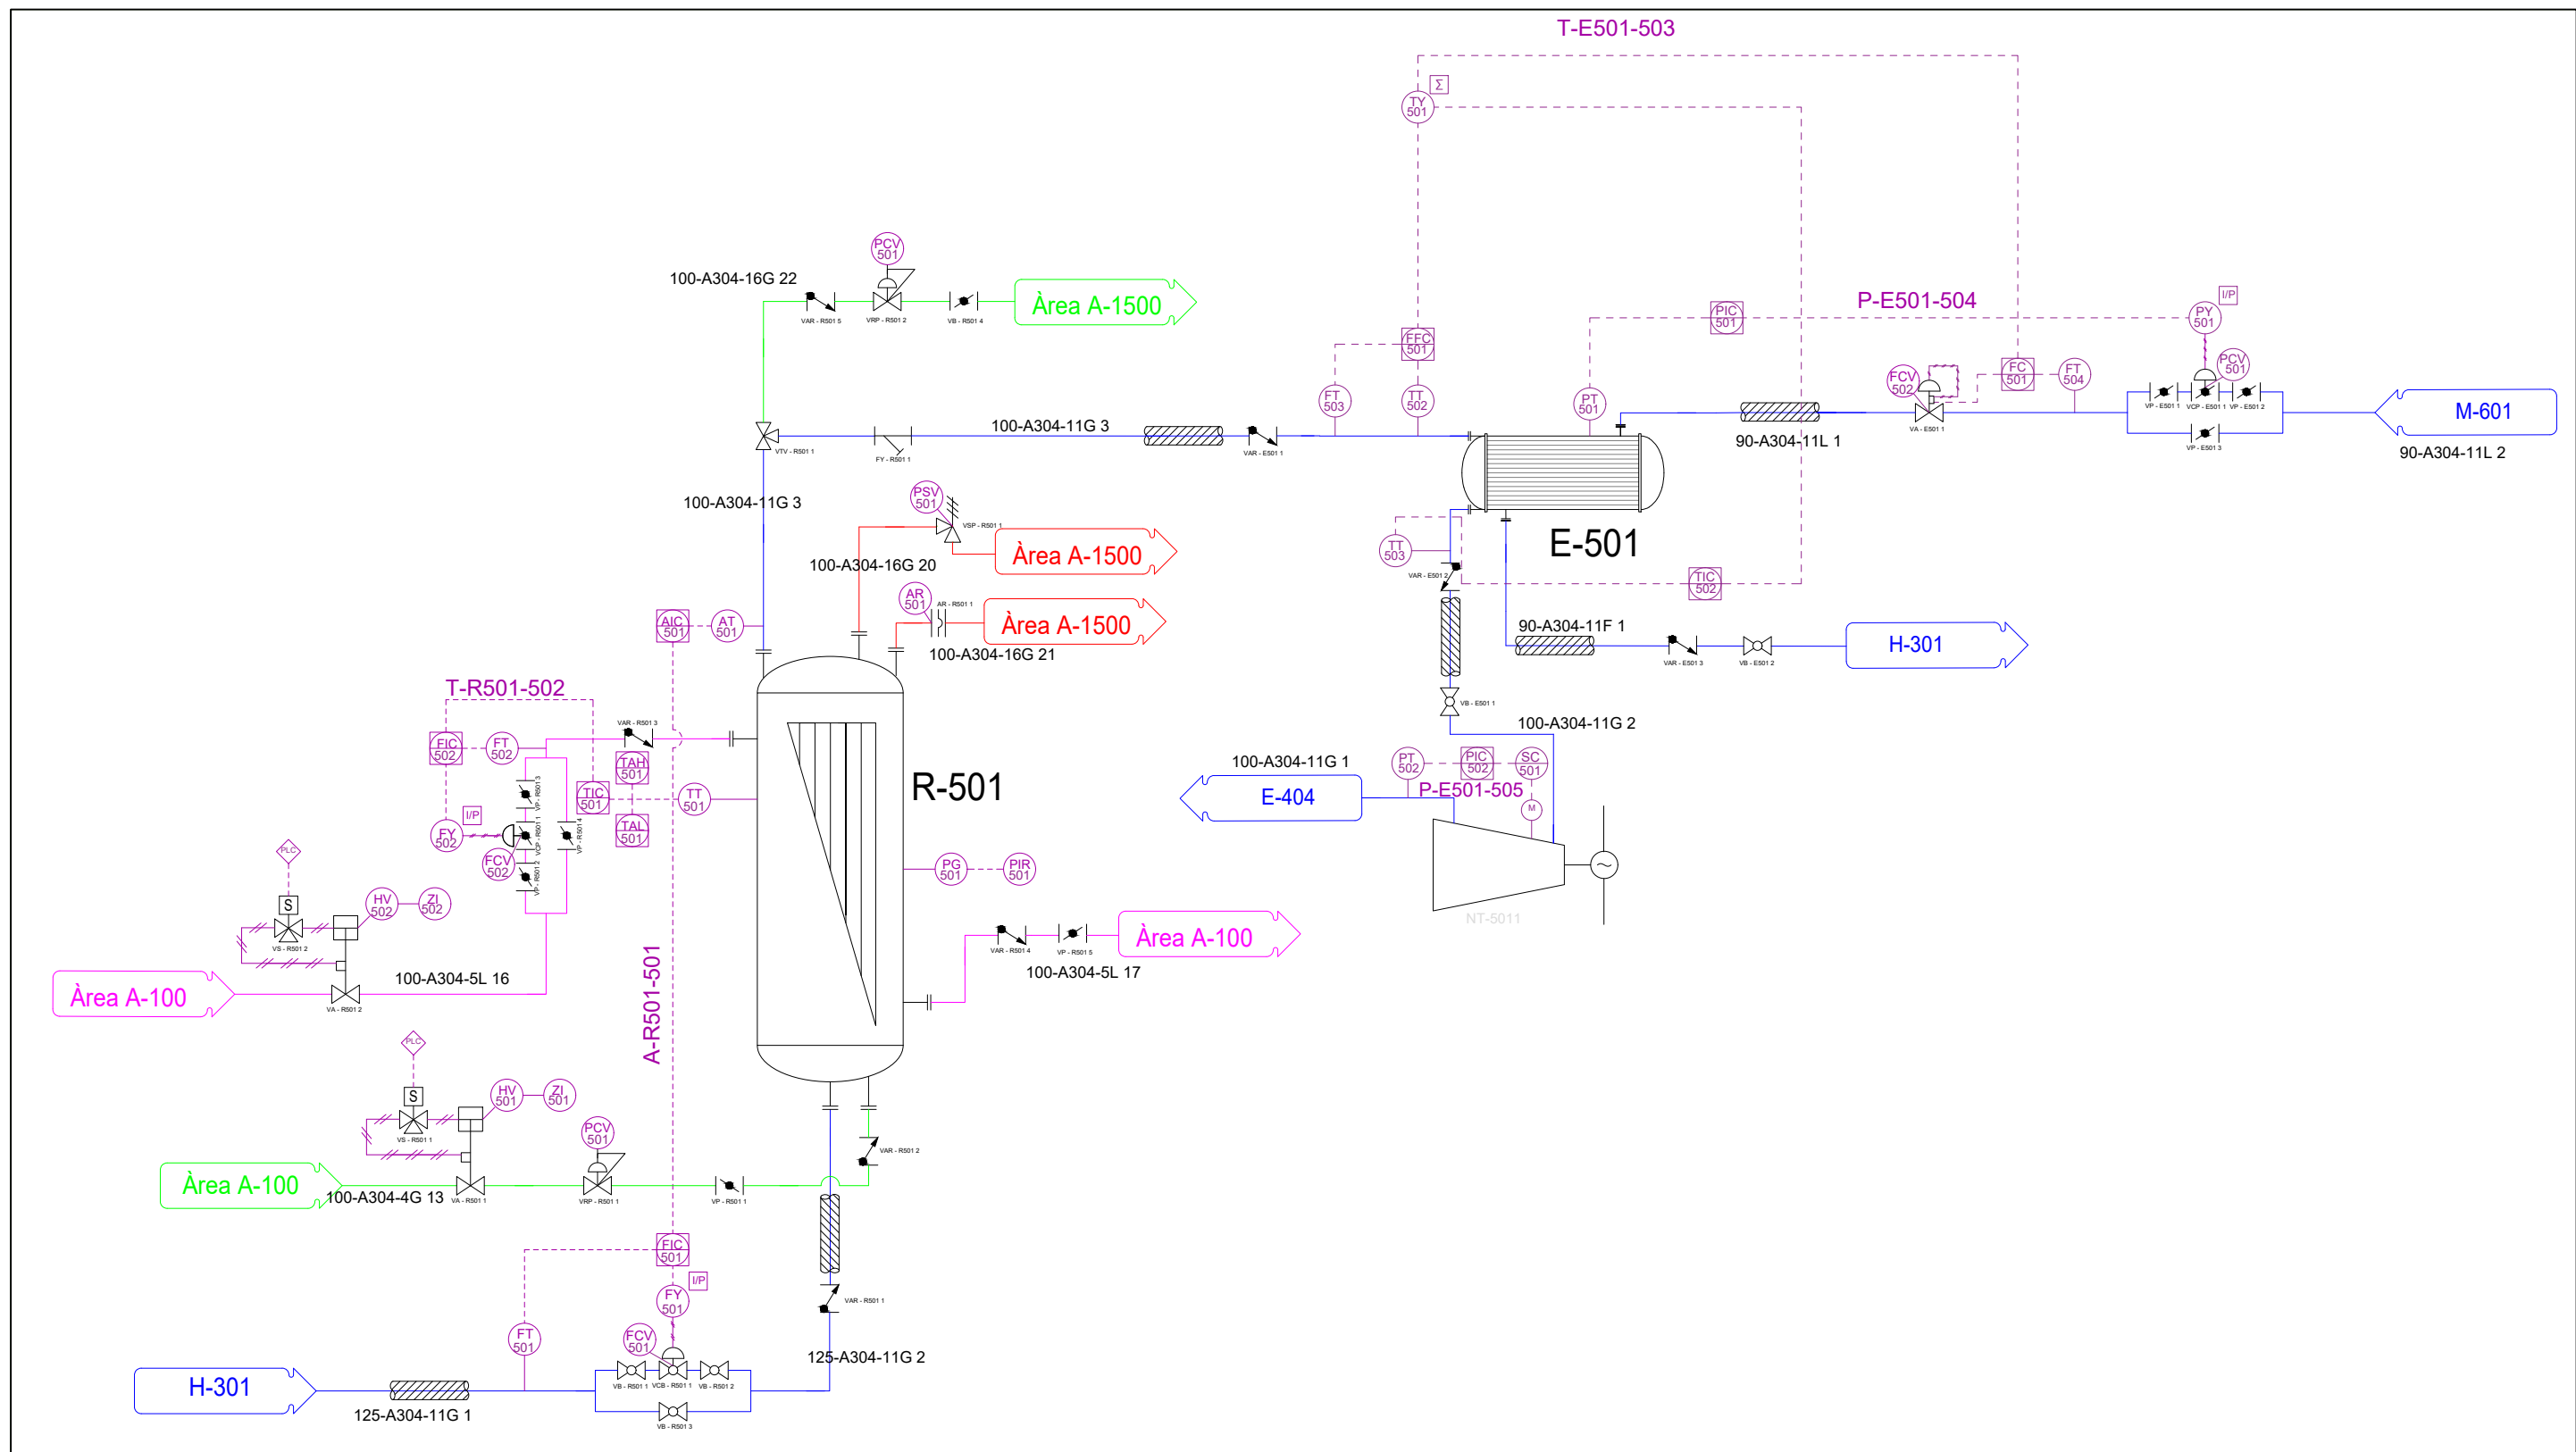 T-E501-503
Σ
TY
501
PCV
501
100-A304-16G 22
Àrea A-1500
VAR - R501 5
VRP - R501 2
VB - R501 4
P-E501-504
I/P
PIC
501
PY
501
FFC
501
PCV
501
FC
501
FT
504
FCV
502
FT
503
TT
502
PT
501
VP - E501 1
VCP - E501 1
VP - E501 2
M-601
100-A304-11G 3
VA - E501 1
90-A304-11L 1
VP - E501 3
90-A304-11L 2
VTV - R501 1
FY - R501 1
VAR - E501 1
100-A304-11G 3
PSV
501
VSP - R501 1
Àrea A-1500
100-A304-16G 20
E-501
TT
503
VAR - E501 2
TIC
502
AR
501
AR - R501 1
Àrea A-1500
100-A304-16G 21
AIC
501
AT
501
90-A304-11F 1
H-301
VAR - E501 3
VB - E501 2
T-R501-502
VB - E501 1
100-A304-11G 2
VAR - R501 3
FIC
502
FT
502
TAH
501
TIC
501
TT
501
TAL
501
R-501
100-A304-11G 1
E-404
PT
502
PIC
502
SC
501
P-E501-505
M
NT-5011
I/P
FY
502
FCV
502
VP - R501 3
VCP - R501 1
VP - R501 2
VP - R501 4
PLC
S
VS - R501 2
HV
502
ZI
502
PG
501
PIR
501
Àrea A-100
VAR - R501 4
VP - R501 5
100-A304-5L 17
100-A304-5L 16
Àrea A-100
VA - R501 2
A-R501-501
PLC
S
VS - R501 1
HV
501
ZI
501
PCV
501
VAR - R501 2
Àrea A-100
100-A304-4G 13
VA - R501 1
VRP - R501 1
VP - R501 1
FIC
501
I/P
FY
501
VAR - R501 1
FT
501
FCV
501
125-A304-11G 2
H-301
VB - R501 1
VCB - R501 1
VB - R501 2
125-A304-11G 1
VB - R501 3